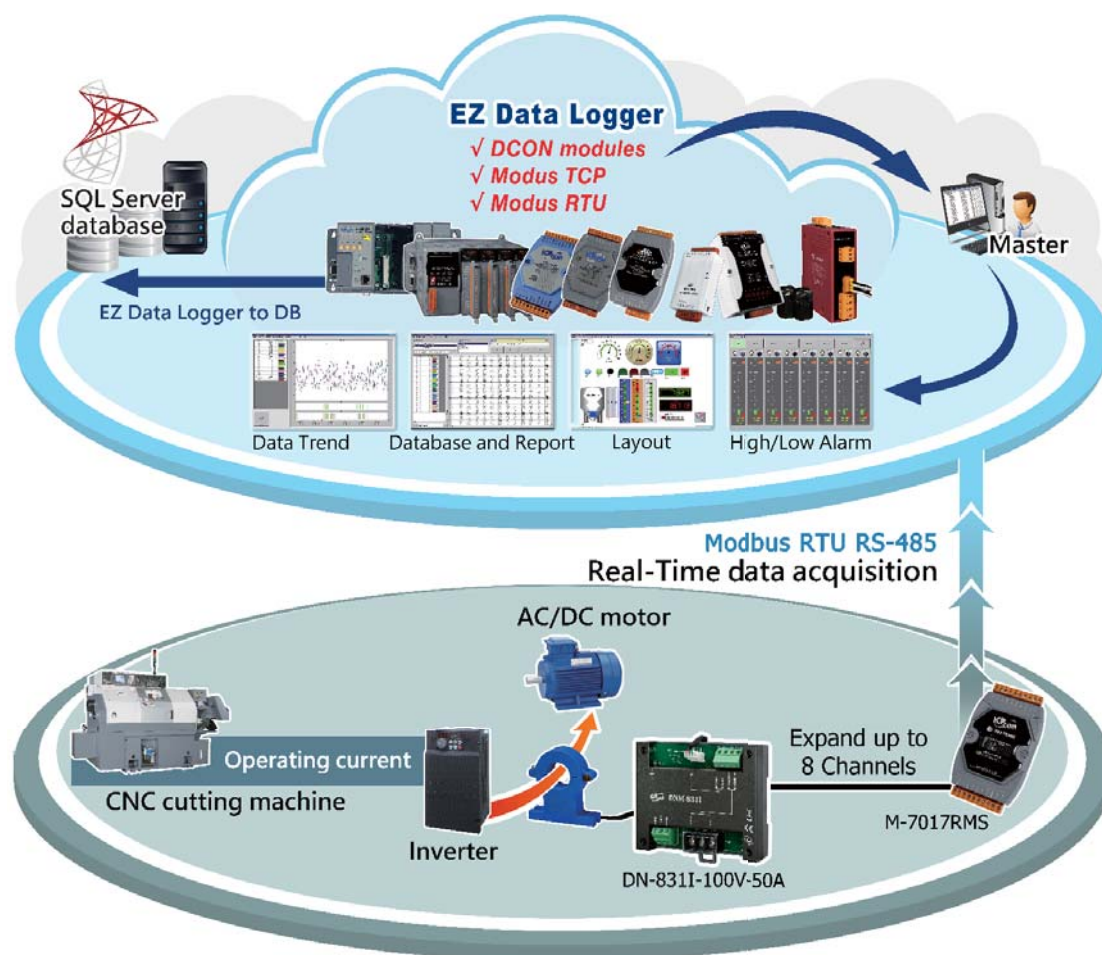 EZ Data Logger
√ DCON modules
√ Modus TCP
√ Modus RTU
SQL Server
database
Master
EZ Data Logger to DB
Data Trend
Database and Report
Layout
High/Low Alarm
Modbus RTU RS-485
Real-Time data acquisition
AC/DC motor
Operating current
CNC cutting machine
Inverter
Expand up to
8 Channels
M-7017RMS
DN-831I-100V-50A